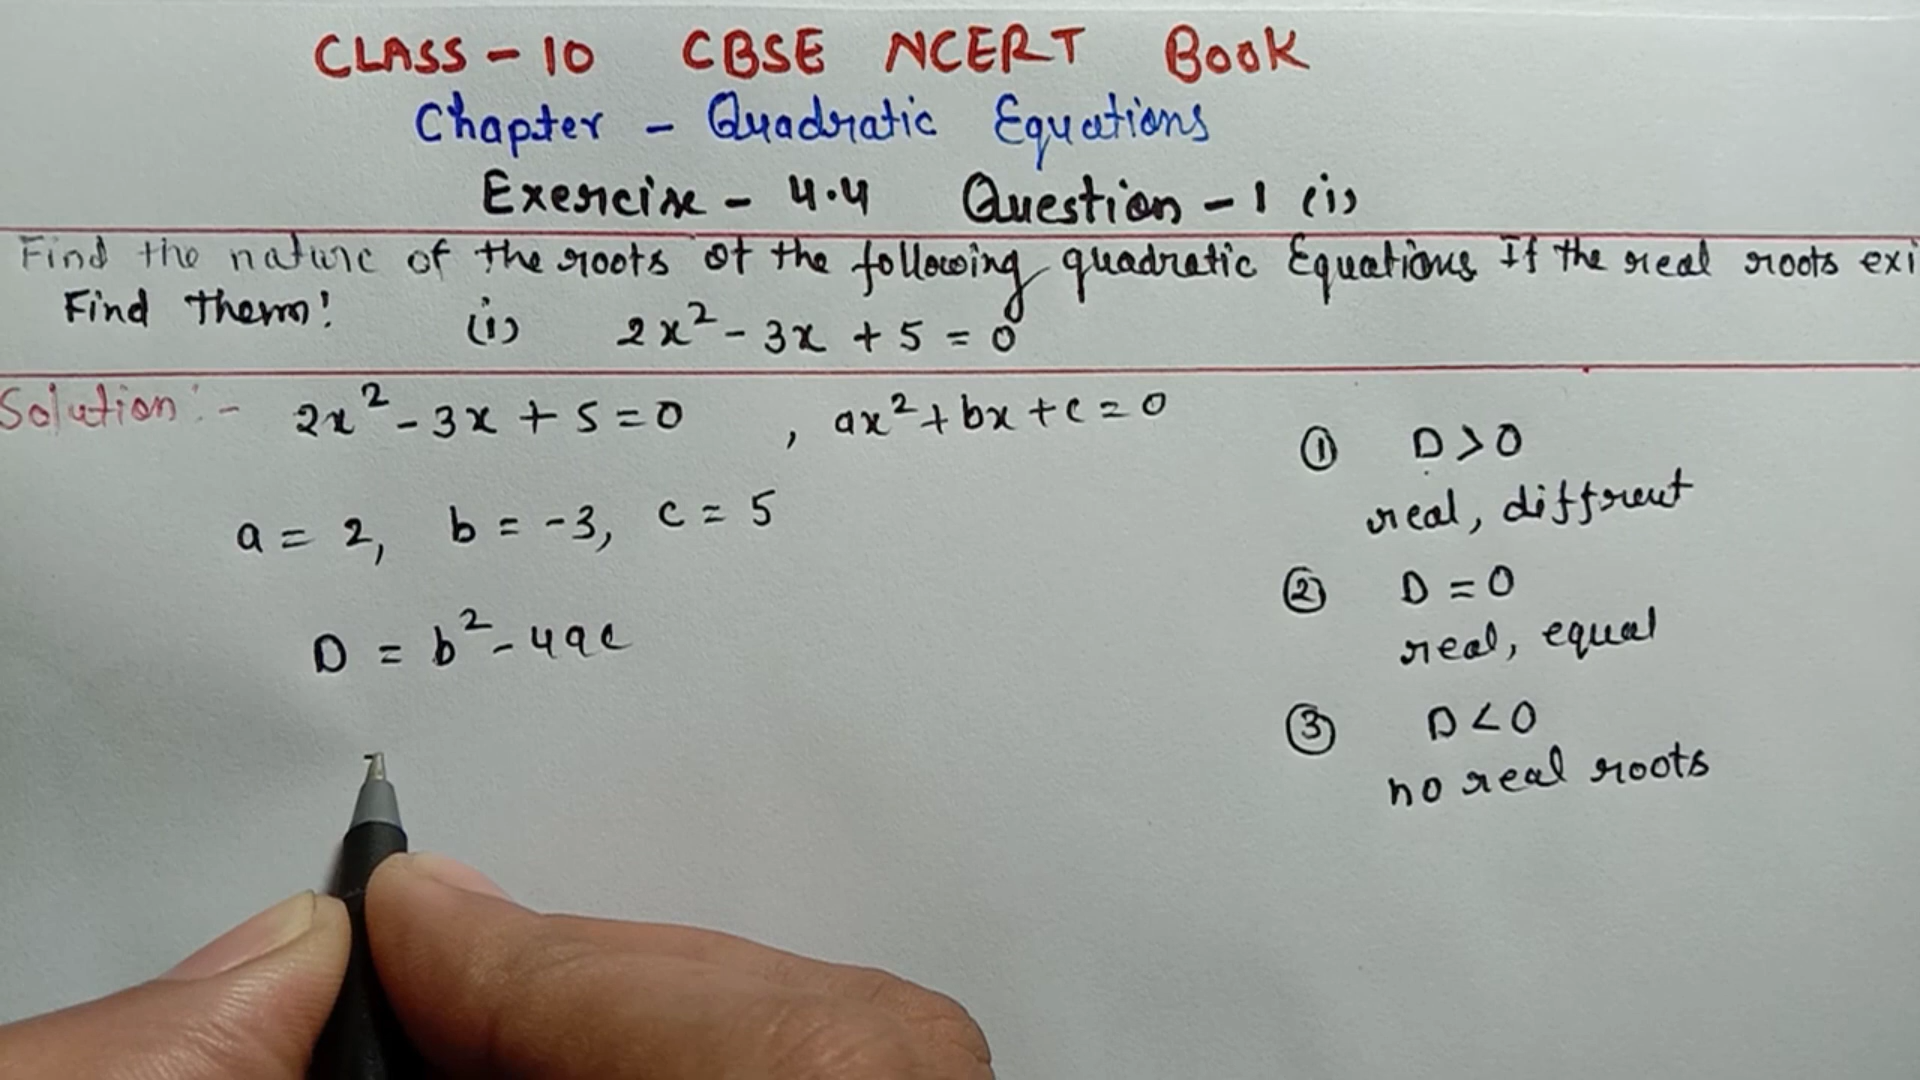 CLASS - 10 CBSE NCERT Book
Chapter - Quadratic Equations
Exercise - 4.4 Question - 1 (i)
Find the nature of the roots of the following quadratic Equations If the real roots exi
Find them!
(i) 2x² - 3x + 5 = 0
Solution :- 2x² - 3x + 5 = 0 , ax² + bx + c = 0
a = 2, b = -3, c = 5
D = b² - 4ac
① D > 0
real, diffrent
② D = 0
real, equal
③ D < 0
no real roots